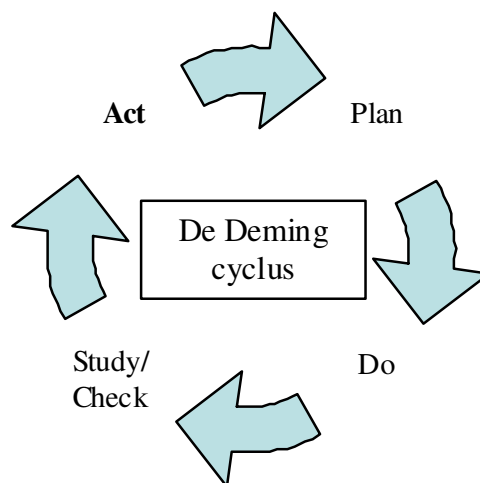 Act
Plan
De Deming
cyclus
Study/
Check
Do